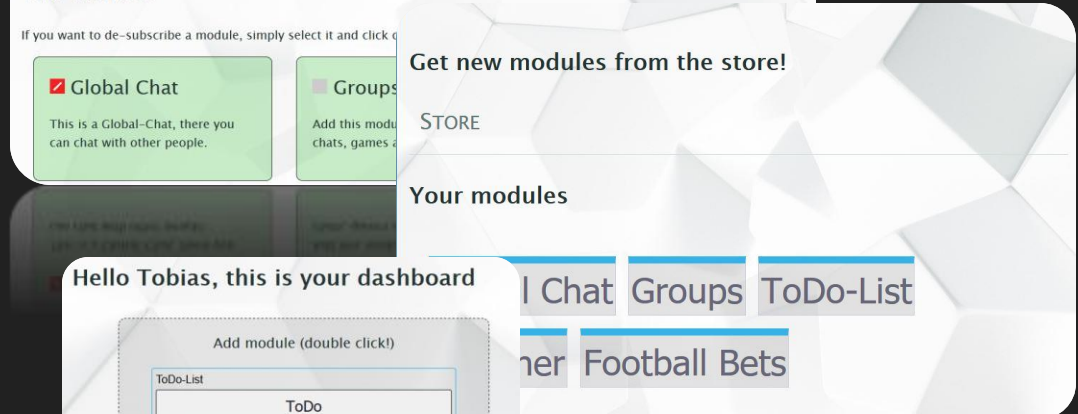 If you want to de-subscribe a module, simply select it and click
Global Chat
This is a Global-Chat, there you
can chat with other people.
Groups
Add this
chats, games
Get new modules from the store!
STORE
Your modules
Chat
Groups
ToDo-List
Football Bets
Hello Tobias, this is your dashboard
Add module (double click!)
ToDo-List
ToDo